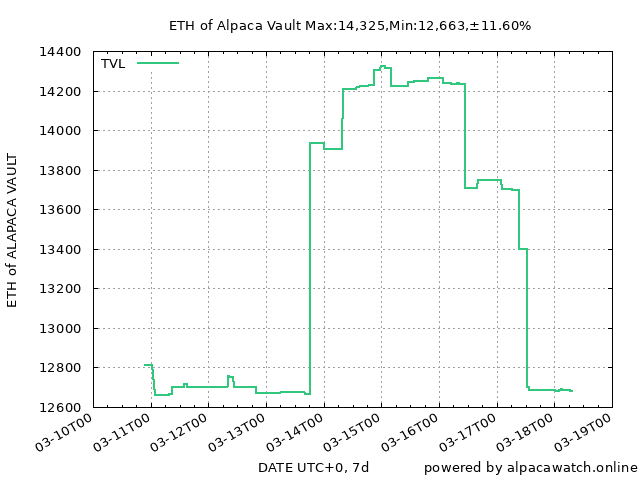 ETH of Alpaca Vault Max:14,325,Min:12,663,±11.60%
TVL
14400
14200
14000
13800
13600
13400
13200
13000
12800
12600
ETH of ALAPACA VAULT
03-10T00
03-11T00
03-12T00
03-13T00
03-14T00
03-15T00
03-16T00
03-17T00
03-18T00
03-19T00
DATE UTC+0, 7d
powered by alpacawatch.online